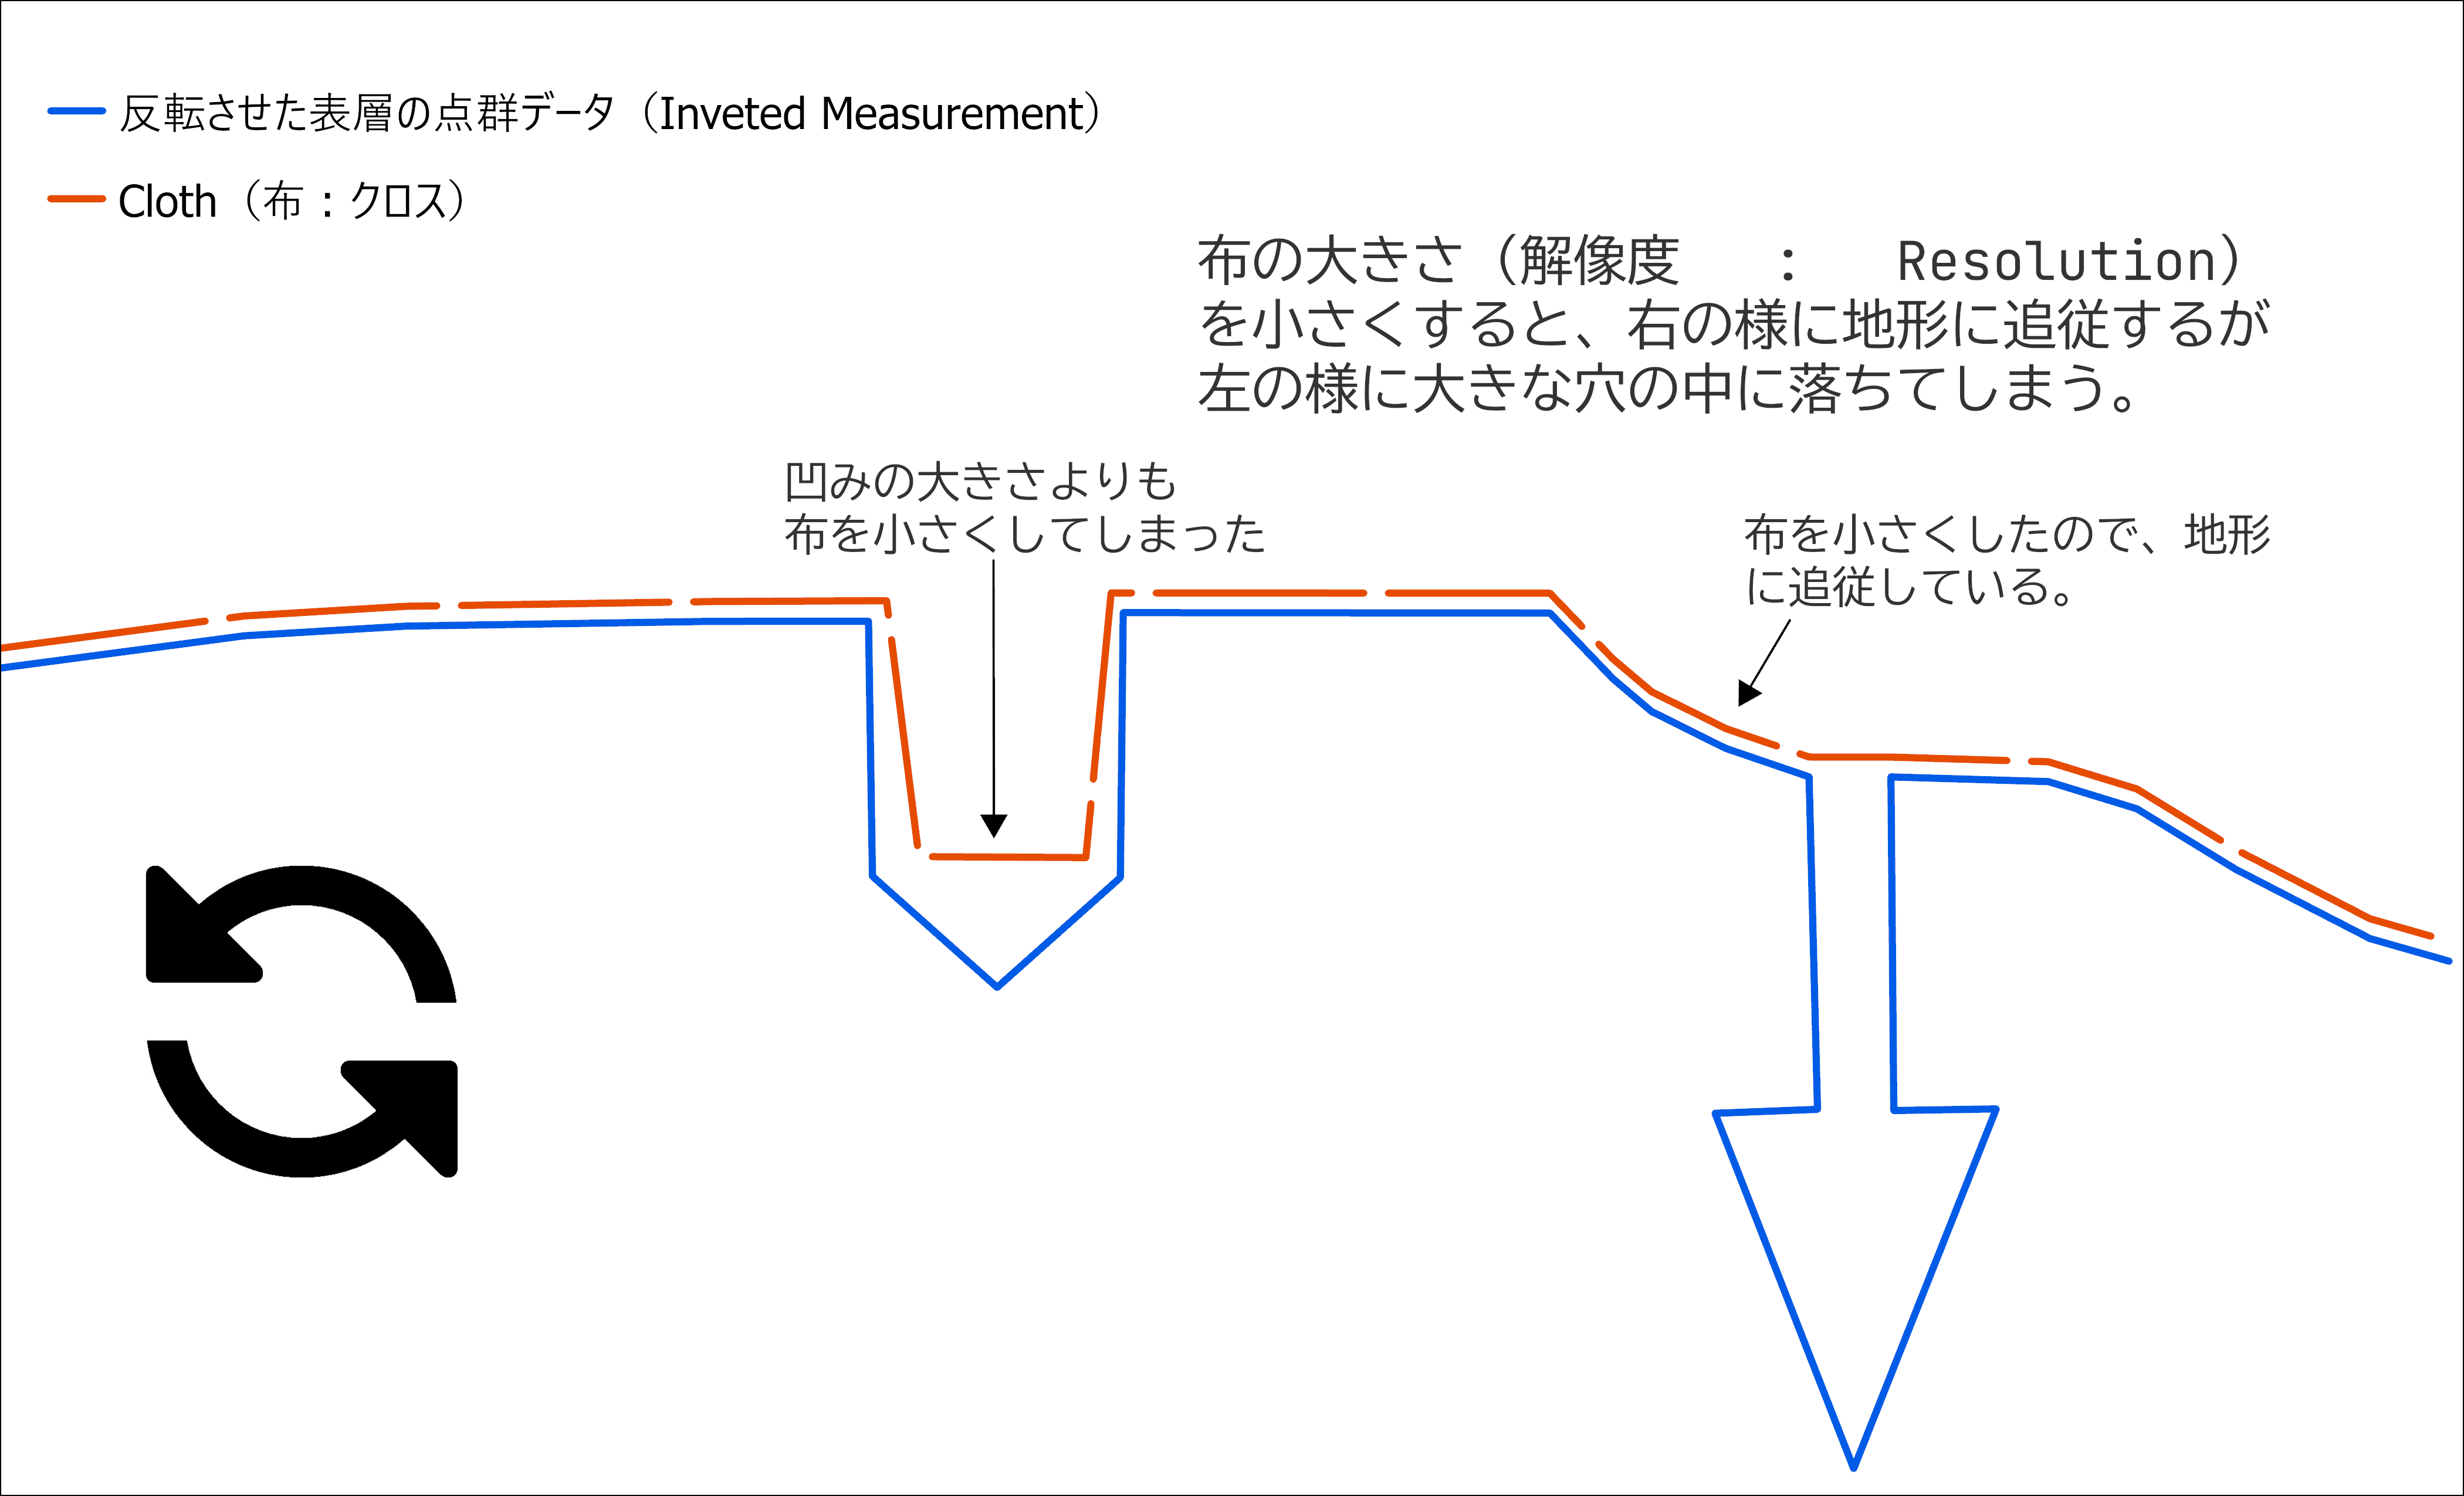 反転させた表層の点群データ（Inveted Measurement）
Cloth（布：クロス）
布の大きさ（解像度　：　Resolution）
を小さくすると、右の様に地形に追従するが
左の様に大きな穴の中に落ちてしまう。
凹みの大きさよりも
布を小さくしてしまった
布を小さくしたので、地形
に追従している。